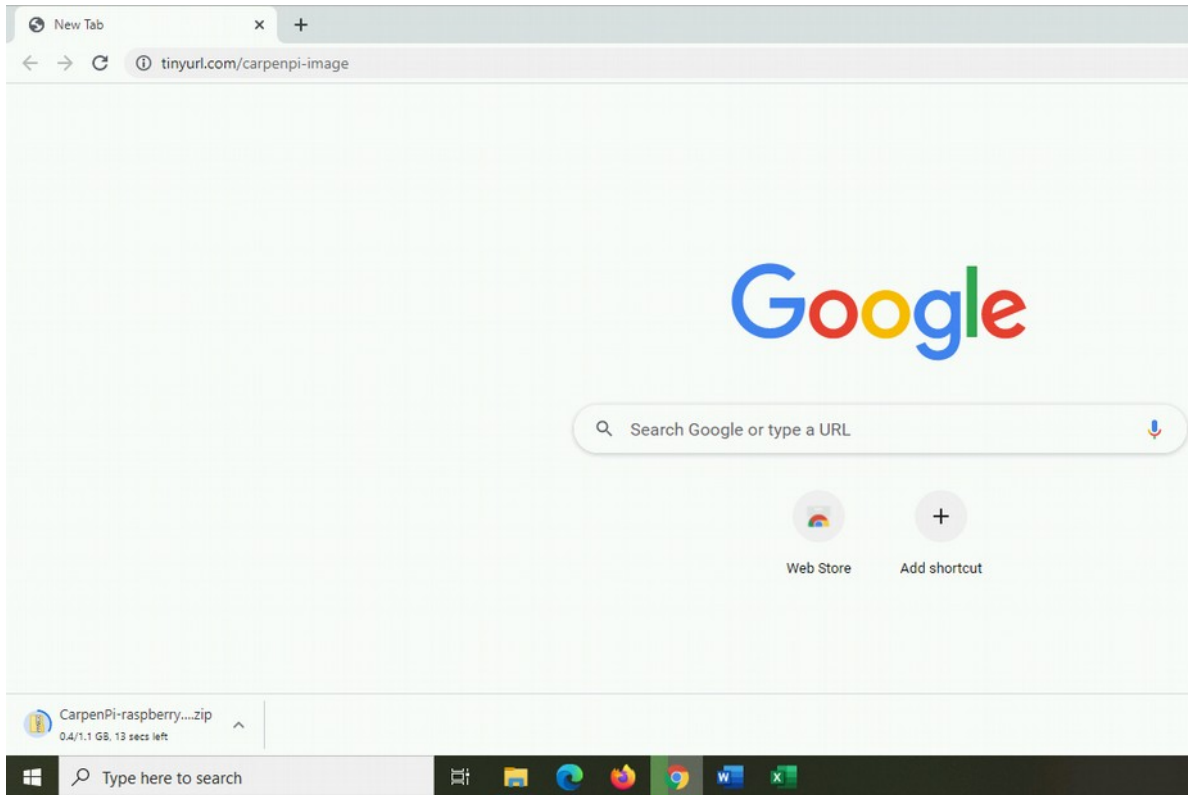 New Tab
tinyurl.com/carpenpi-image
Google
Search Google or type a URL
Web Store
Add shortcut
CarpenPi-raspberry....zip
0.4/1.1 GB, 13 secs left
Type here to search